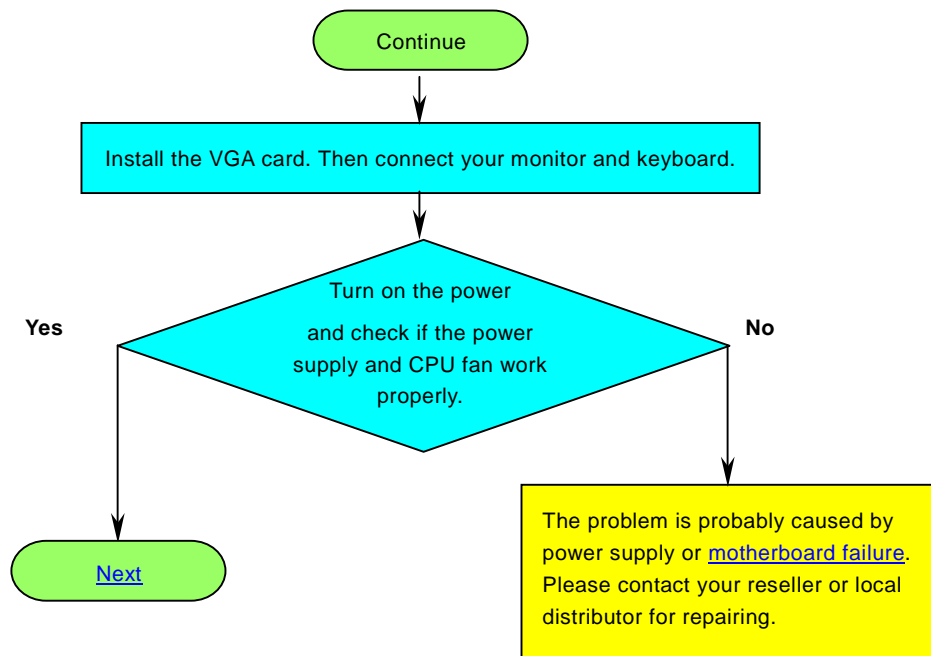 Continue
Install the VGA card. Then connect your monitor and keyboard.
Turn on the power
and check if the power
supply and CPU fan work
properly.
Yes
No
Next
The problem is probably caused by
power supply or motherboard failure.
Please contact your reseller or local
distributor for repairing.